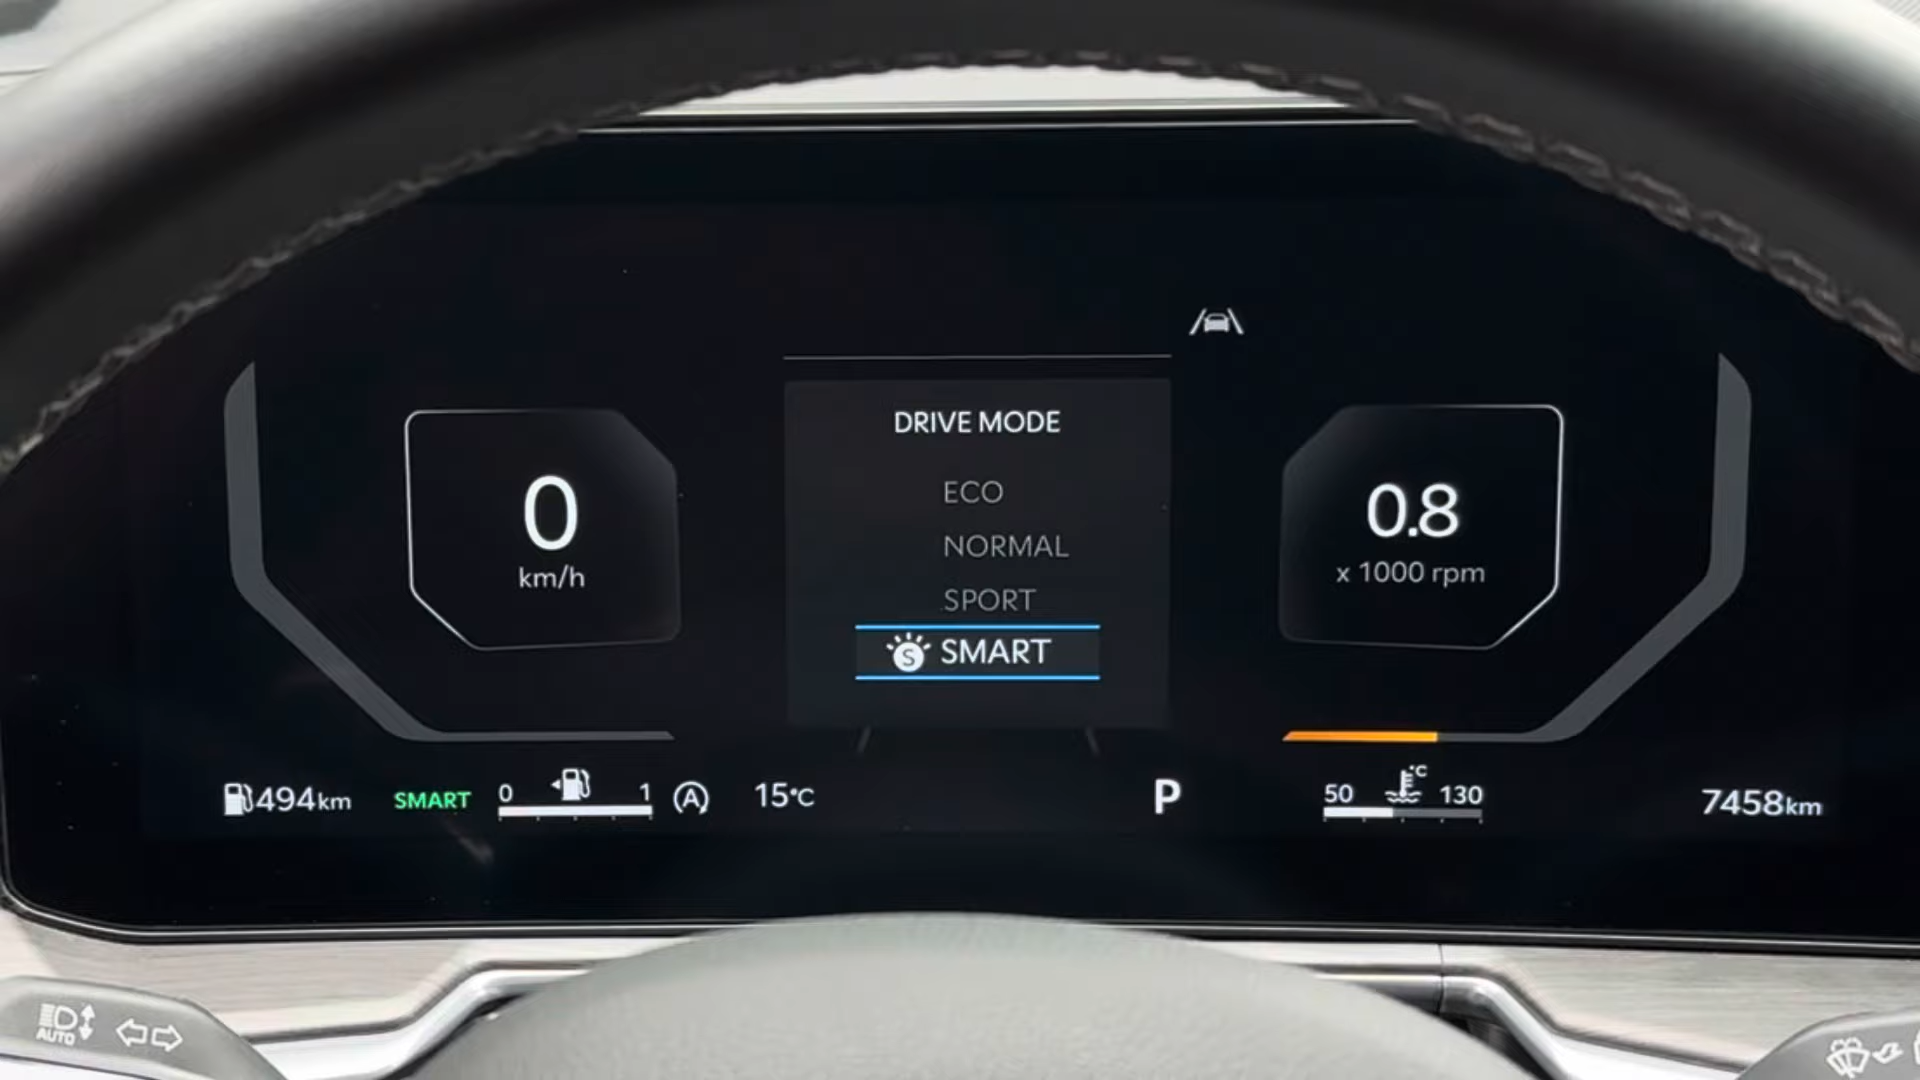 DRIVE MODE
ECO
NORMAL
SPORT
S SMART
0
km/h
0.8
x 1000 rpm
494km
SMART
0 1
A
15°C
P
°C
50 130
7458km
AUTO